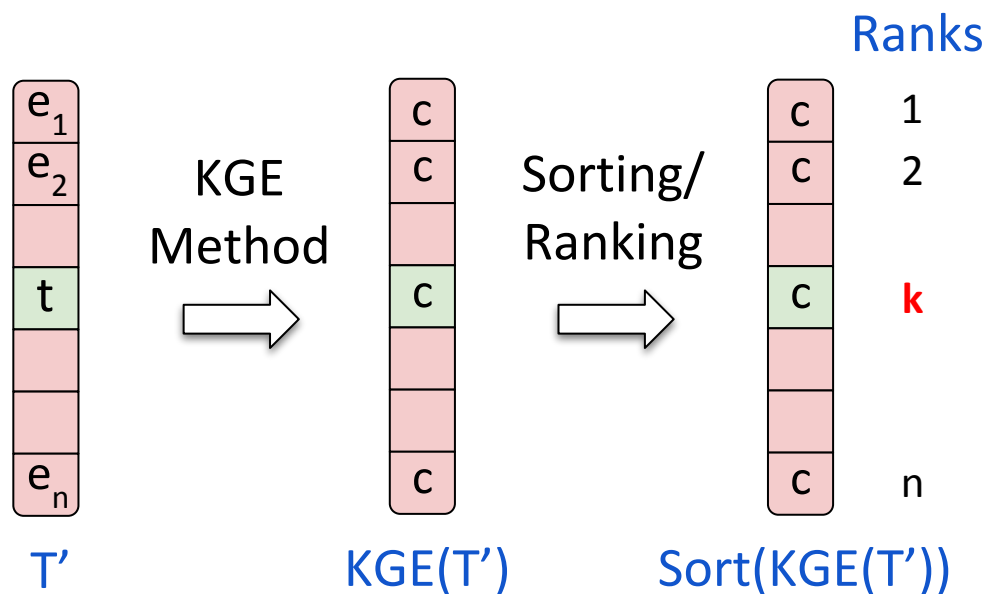 Ranks
e1
e2
t
en
T’
KGE
Method
c
c
c
c
KGE(T’)
Sorting/
Ranking
c
c
c
c
Sort(KGE(T’))
1
2
k
n